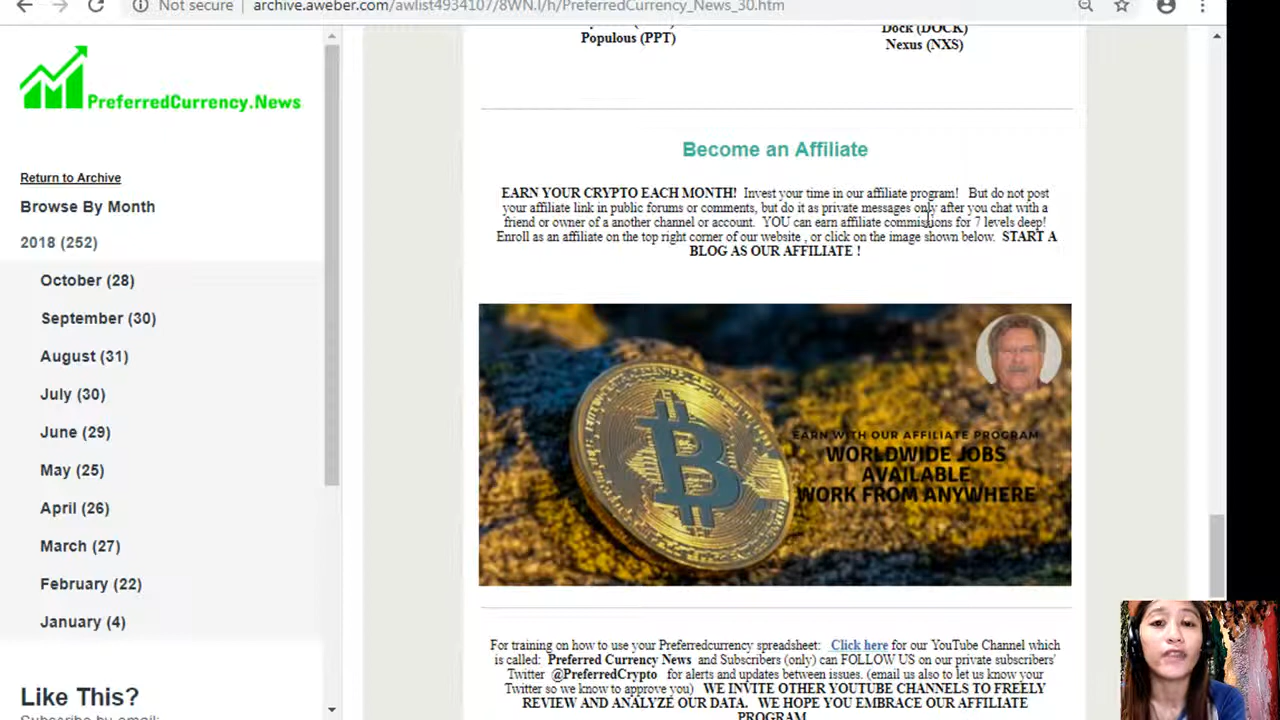 Not secure archive.aweber.com/awlist4934107/8WN.l/h/PreferredCurrency_News_30.htm
PreferredCurrency.News
Return to Archive
Browse By Month
2018 (252)
October (28)
September (30)
August (31)
July (30)
June (29)
May (25)
April (26)
March (27)
February (22)
January (4)
Like This?
Subscribe by email:
Populous (PPT)
Dock (DOCK)
Nexus (NXS)
Become an Affiliate
EARN YOUR CRYPTO EACH MONTH! Invest your time in our affiliate program! But do not post
your affiliate link in public forums or comments, but do it as private messages only after you chat with a
friend or owner of a another channel or account. YOU can earn affiliate commissions for 7 levels deep!
Enroll as an affiliate on the top right corner of our website , or click on the image shown below. START A
BLOG AS OUR AFFILIATE !
EARN WITH OUR AFFILIATE PROGRAM
WORLDWIDE JOBS
AVAILABLE
WORK FROM ANYWHERE
For training on how to use your Preferredcurrency spreadsheet: Click here for our YouTube Channel which
is called: Preferred Currency News and Subscribers (only) can FOLLOW US on our private subscribers'
Twitter @PreferredCrypto for alerts and updates between issues. (email us also to let us know your
Twitter so we know to approve you) WE INVITE OTHER YOUTUBE CHANNELS TO FREELY
REVIEW AND ANALYZE OUR DATA. WE HOPE YOU EMBRACE OUR AFFILIATE
PROGRAM